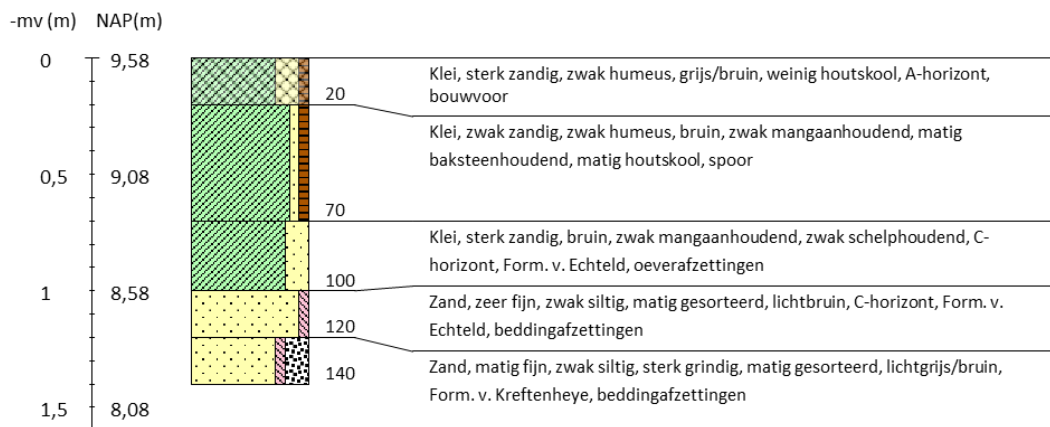 -mv (m) NAP(m)
0 9,58
Klei, sterk zandig, zwak humeus, grijs/bruin, weinig houtskool, A-horizont,
bouwvoor
20
Klei, zwak zandig, zwak humeus, bruin, zwak mangaanhoudend, matig
baksteenhoudend, matig houtskool, spoor
0,5 9,08
70
Klei, sterk zandig, bruin, zwak mangaanhoudend, zwak schelphoudend, C-
horizont, Form. v. Echteld, oeverafzettingen
100
1 8,58
Zand, zeer fijn, zwak siltig, matig gesorteerd, lichtbruin, C-horizont, Form. v.
Echteld, beddingafzettingen
120
Zand, matig fijn, zwak siltig, sterk grindig, matig gesorteerd, lichtgrijs/bruin,
Form. v. Kreftenheye, beddingafzettingen
140
1,5 8,08